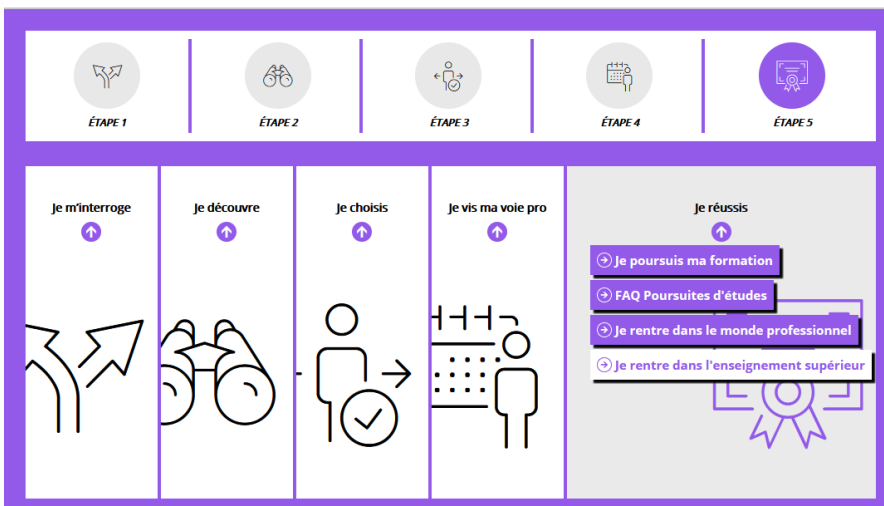 ÉTAPE 1
ÉTAPE 2
ÉTAPE 3
ÉTAPE 4
ÉTAPE 5
Je m'interroge
Je découvre
Je choisis
Je vis ma voie pro
Je réussis
Je poursuis ma formation
FAQ Poursuites d'études
Je rentre dans le monde professionnel
Je rentre dans l'enseignement supérieur